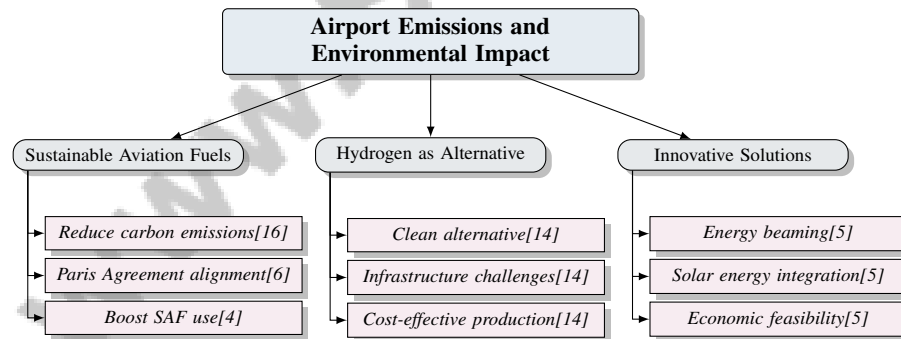 Airport Emissions and
Environmental Impact
Sustainable Aviation Fuels
Hydrogen as Alternative
Innovative Solutions
Reduce carbon emissions[16]
Paris Agreement alignment[6]
Boost SAF use[4]
Clean alternative[14]
Infrastructure challenges[14]
Cost-effective production[14]
Energy beaming[5]
Solar energy integration[5]
Economic feasibility[5]
www.